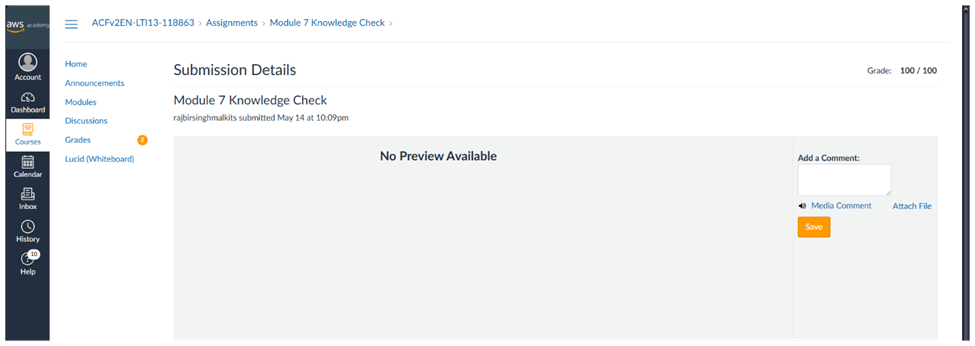 aws academy
ACFv2EN-LTI13-118863 › Assignments › Module 7 Knowledge Check ›
Account
Dashboard
Courses
Calendar
Inbox
History
10
Help
Home
Announcements
Modules
Discussions
Grades 2
Lucid (Whiteboard)
Submission Details
Grade: 100 / 100
Module 7 Knowledge Check
rajbirsinghmalkits submitted May 14 at 10:09pm
No Preview Available
Add a Comment:
Media Comment Attach File
Save